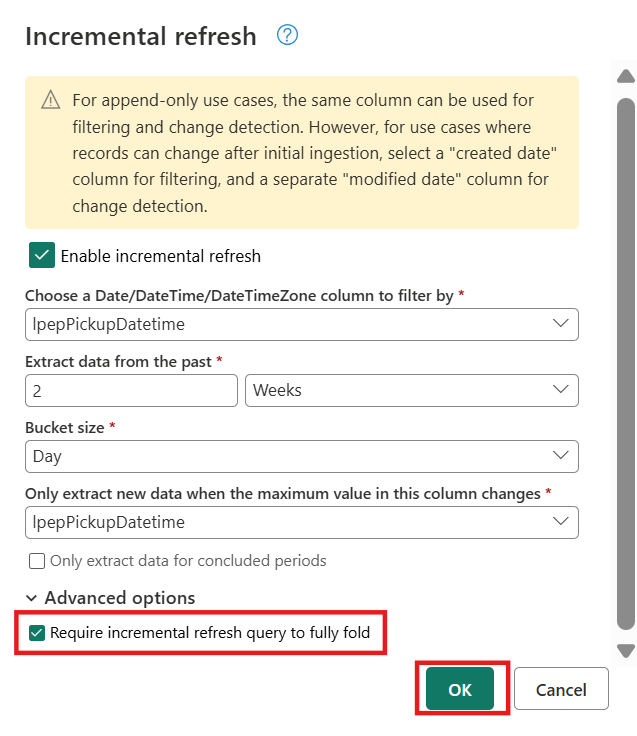 Incremental refresh
For append-only use cases, the same column can be used for
filtering and change detection. However, for use cases where
records can change after initial ingestion, select a "created date"
column for filtering, and a separate "modified date" column for
change detection.
Enable incremental refresh
Choose a Date/DateTime/DateTimeZone column to filter by *
lpepPickupDatetime
Extract data from the past *
2 Weeks
Bucket size *
Day
Only extract new data when the maximum value in this column changes *
lpepPickupDatetime
Only extract data for concluded periods
Advanced options
Require incremental refresh query to fully fold
OK Cancel